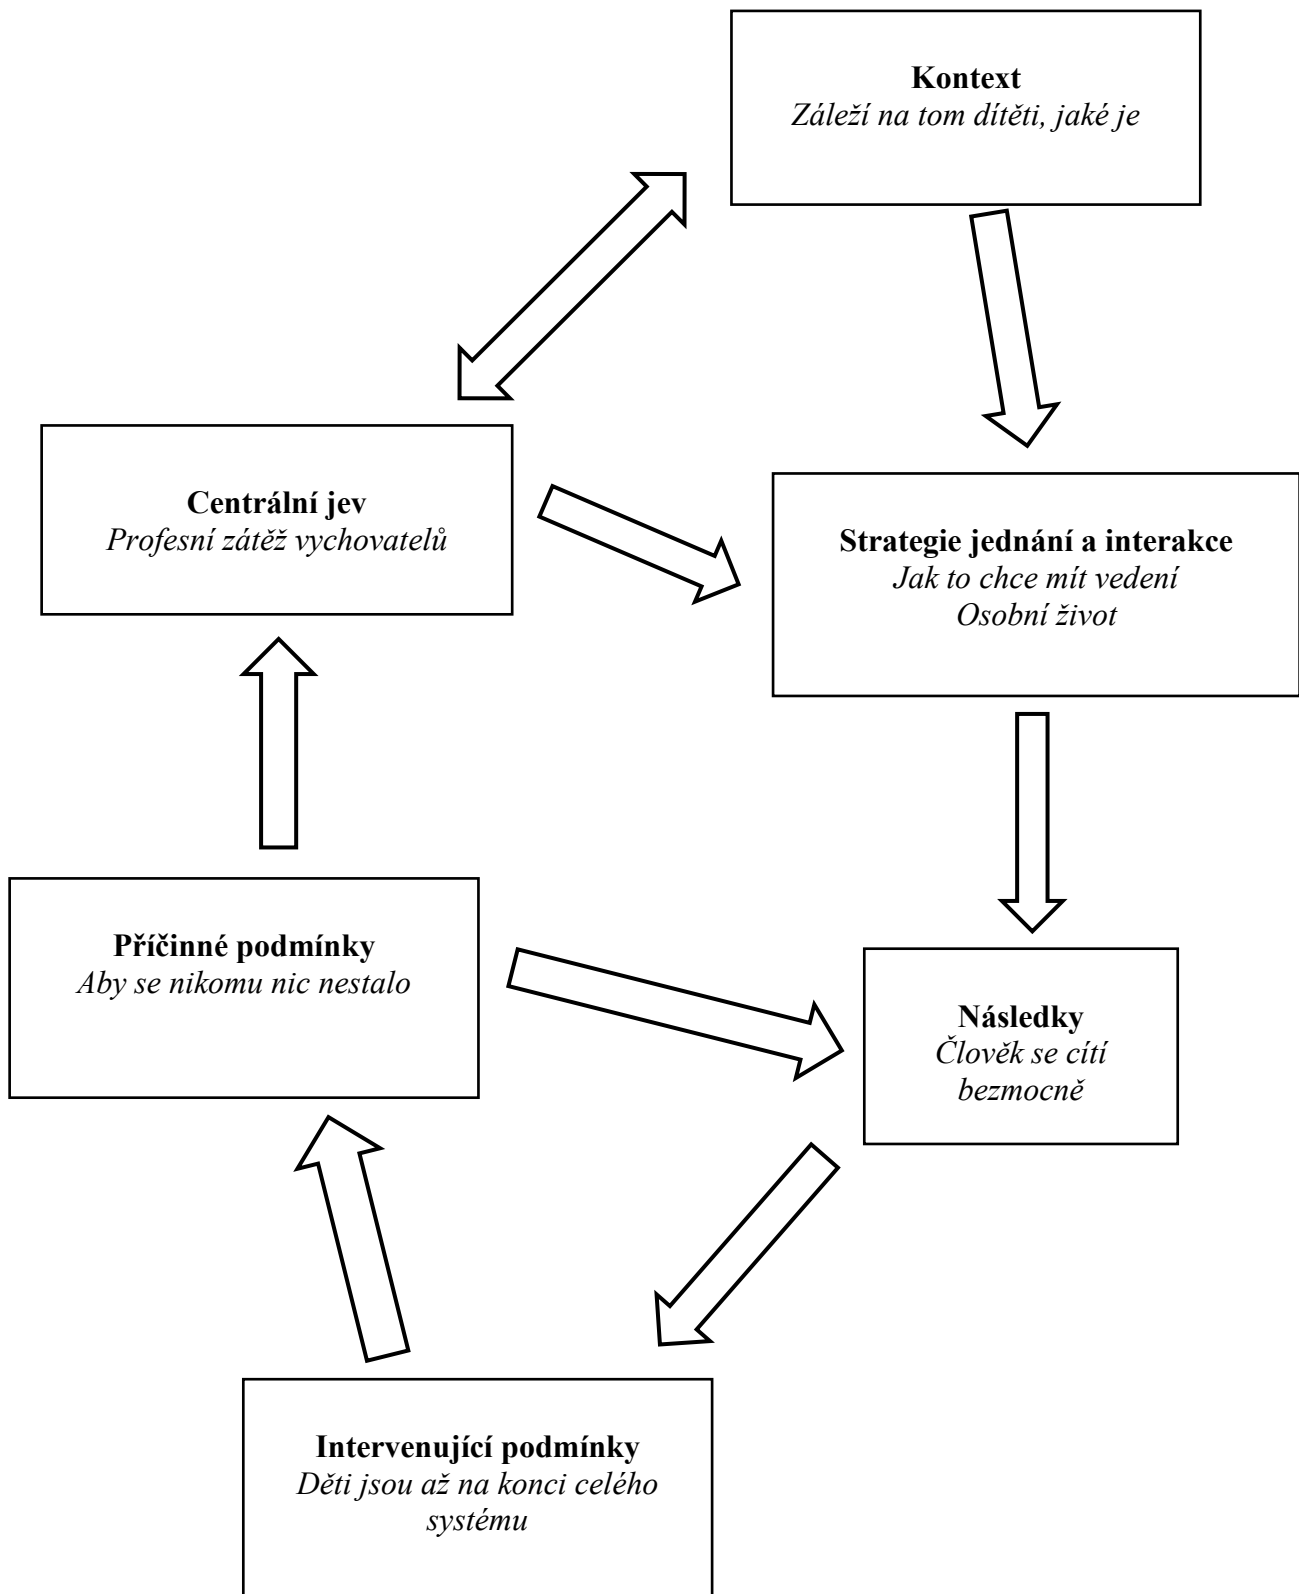 Kontext
Záleží na tom dítěti, jaké je
Centrální jev
Profesní zátěž vychovatelů
Strategie jednání a interakce
Jak to chce mít vedení
Osobní život
Příčinné podmínky
Aby se nikomu nic nestalo
Následky
Člověk se cítí
bezmocně
Intervenující podmínky
Děti jsou až na konci celého
systému